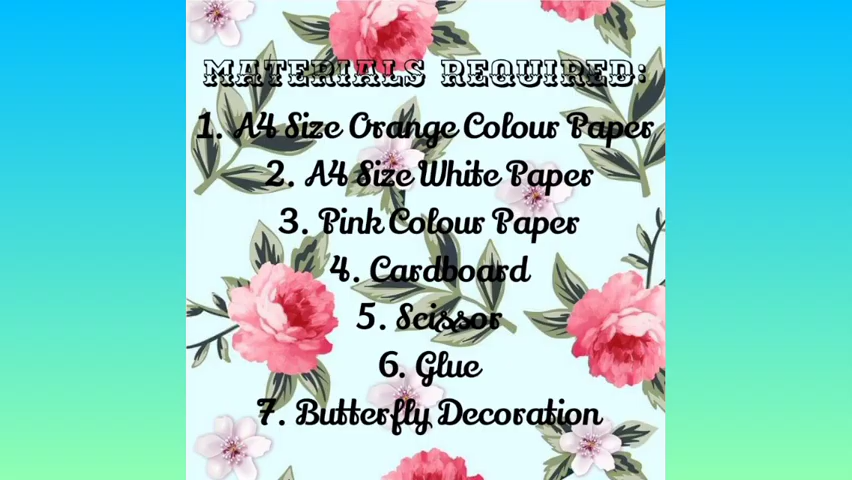 MATERIALS REQUIRED:
1. A4 Size Orange Colour Paper
2. A4 Size White Paper
3. Pink Colour Paper
4. Cardboard
5. Scissor
6. Glue
7. Butterfly Decoration